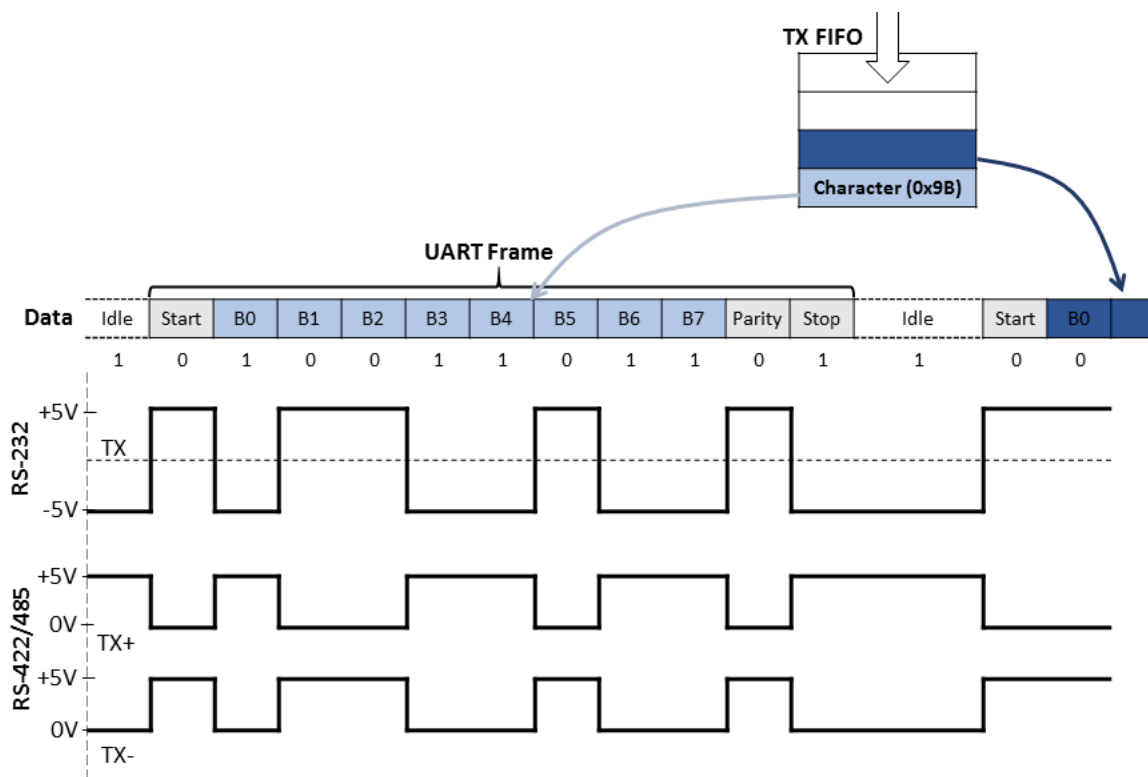 TX FIFO
Character (0x9B)
UART Frame
Data Idle Start B0 B1 B2 B3 B4 B5 B6 B7 Parity Stop Idle Start B0
1 0 1 0 0 1 1 0 1 1 0 1 1 0 0
RS-232
+5V
TX
-5V
RS-422/485
+5V
0V
TX+
+5V
0V
TX-